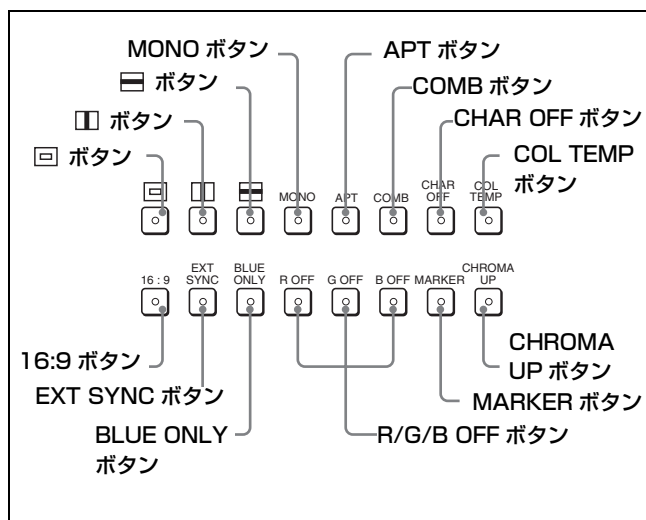 MONO ボタン
APT ボタン
ボタン
COMB ボタン
ボタン
CHAR OFF ボタン
ボタン
COL TEMP
ボタン
MONO APT COMB CHAR
OFF COL
TEMP
16 : 9 EXT
SYNC BLUE
ONLY R OFF G OFF B OFF MARKER CHROMA
UP
16:9 ボタン
CHROMA
UP ボタン
EXT SYNC ボタン
MARKER ボタン
BLUE ONLY
ボタン
R/G/B OFF ボタン